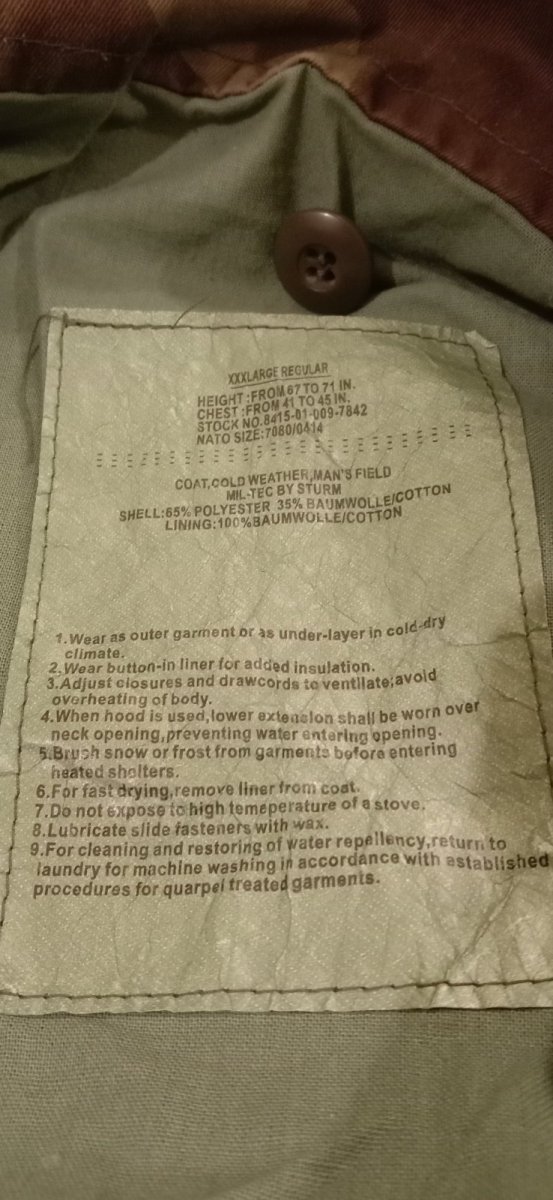 XXXLARGE REGULAR
HEIGHT :FROM 67 TO 71 IN.
CHEST :FROM 41 TO 45 IN.
STOCK NO.8415-01-009-7842
NATO SIZE:7080/0414
COAT,COLD WEATHER,MAN'S FIELD
MIL-TEC BY STURM
SHELL:65% POLYESTER 35% BAUMWOLLE/COTTON
LINING:100%BAUMWOLLE/COTTON
1.Wear as outer garment or as under-layer in cold-dry
climate.
2.Wear button-in liner for added insulation.
3.Adjust closures and drawcords to ventilate;avoid
overheating of body.
4.When hood is used,lower extension shall be worn over
neck opening,preventing water entering opening.
5.Brush snow or frost from garments before entering
heated shelters.
6.For fast drying,remove liner from coat.
7.Do not expose to high temeperature of a stove.
8.Lubricate slide fasteners with wax.
9.For cleaning and restoring of water repellency,return to
laundry for machine washing in accordance with astablished
procedures for quarpel treated garments.